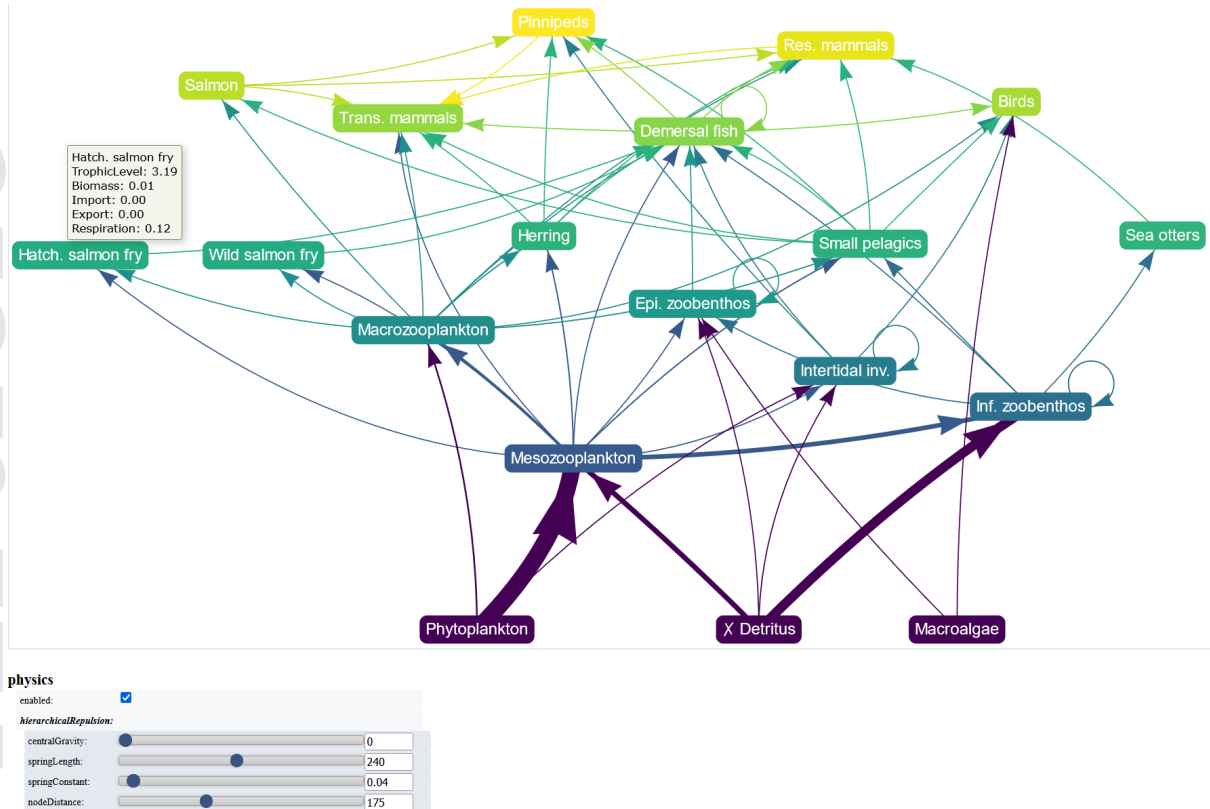 Pinnipeds
Res. mammals
Salmon
Birds
Trans. mammals
Demersal fish
Hatch. salmon fry
TrophicLevel: 3.19
Biomass: 0.01
Import: 0.00
Export: 0.00
Respiration: 0.12
Herring
Sea otters
Small pelagics
Hatch. salmon fry
Wild salmon fry
Epi. zoobenthos
Macrozooplankton
Intertidal inv.
Inf. zoobenthos
Mesozooplankton
Phytoplankton
X Detritus
Macroalgae
physics
enabled:
hierarchicalRepulsion:
centralGravity: 0
springLength: 240
springConstant: 0.04
nodeDistance: 175